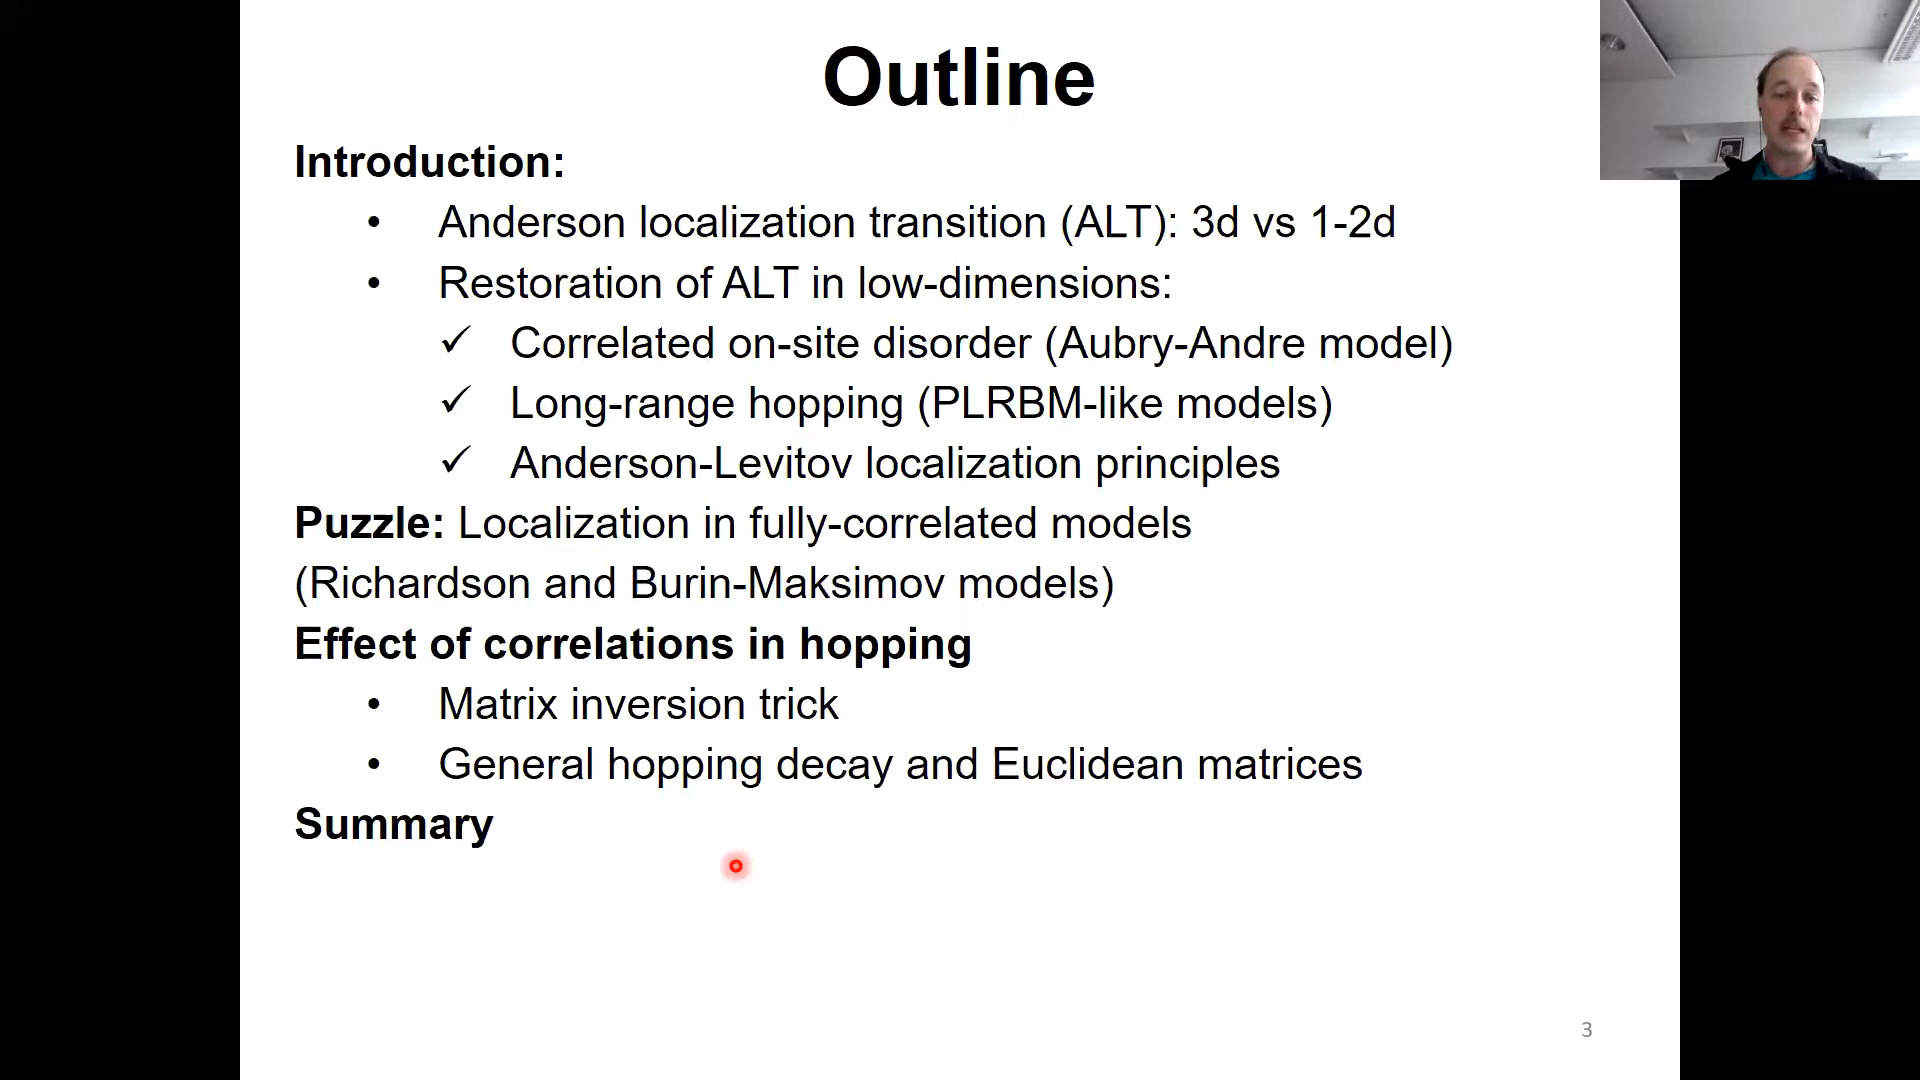 Outline
Introduction:
• Anderson localization transition (ALT): 3d vs 1-2d
• Restoration of ALT in low-dimensions:
✓ Correlated on-site disorder (Aubry-Andre model)
✓ Long-range hopping (PLRBM-like models)
✓ Anderson-Levitov localization principles
Puzzle: Localization in fully-correlated models
(Richardson and Burin-Maksimov models)
Effect of correlations in hopping
• Matrix inversion trick
• General hopping decay and Euclidean matrices
Summary
3